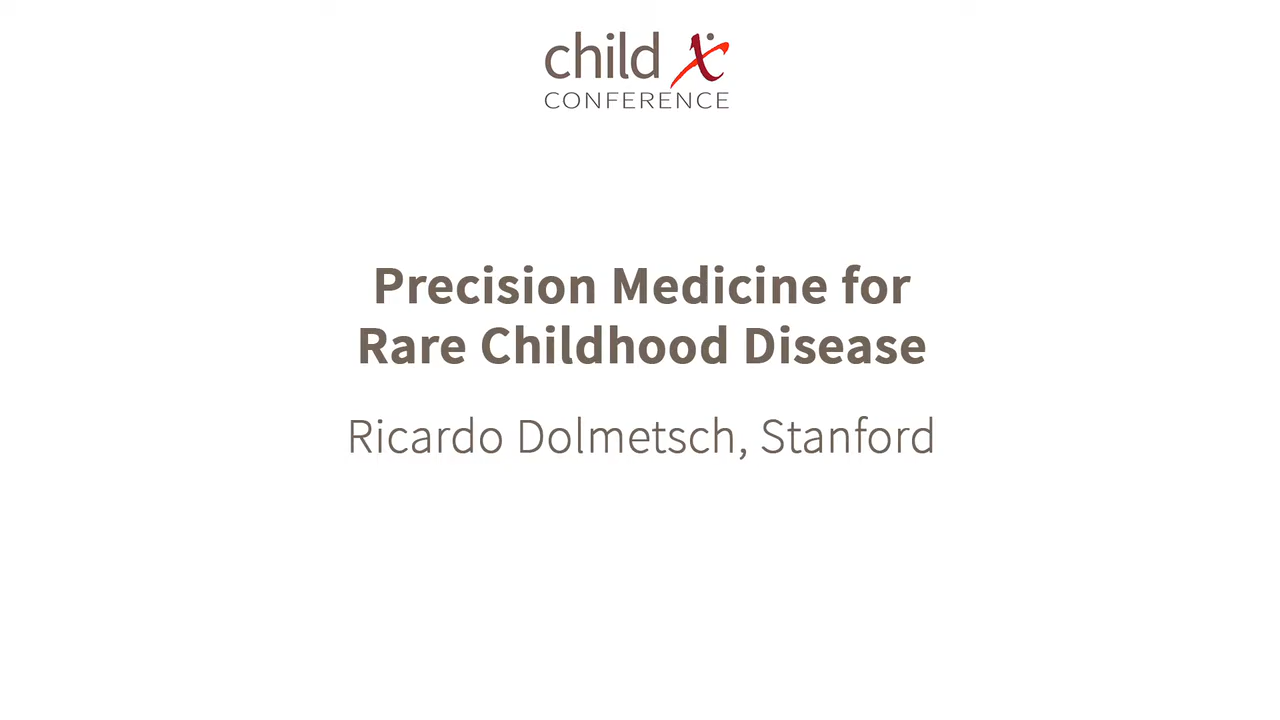 child x
CONFERENCE
Precision Medicine for
Rare Childhood Disease
Ricardo Dolmetsch, Stanford